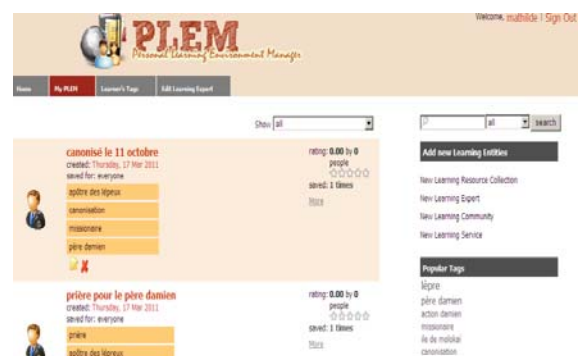 Welcome, mathilde | Sign Out
PLEM
Personal Learning Environment Manager
Home My PLEM Learner's Tags Edit Learning Expert
Show all
all search
canonisé le 11 octobre
created: Thursday, 17 Mar 2011
saved for: everyone
apôtre des lépeux
canonisation
missionaire
père damien
rating: 0.00 by 0
people
saved: 1 times
More
Add new Learning Entities
New Learning Resource Collection
New Learning Expert
New Learning Community
New Learning Service
Popular Tags
lèpre
père damien
action damien
missionaire
ile de molokai
canonisation
prière pour le père damien
created: Thursday, 17 Mar 2011
saved for: everyone
prière
apôtre des lépreux
rating: 0.00 by 0
people
saved: 1 times
More